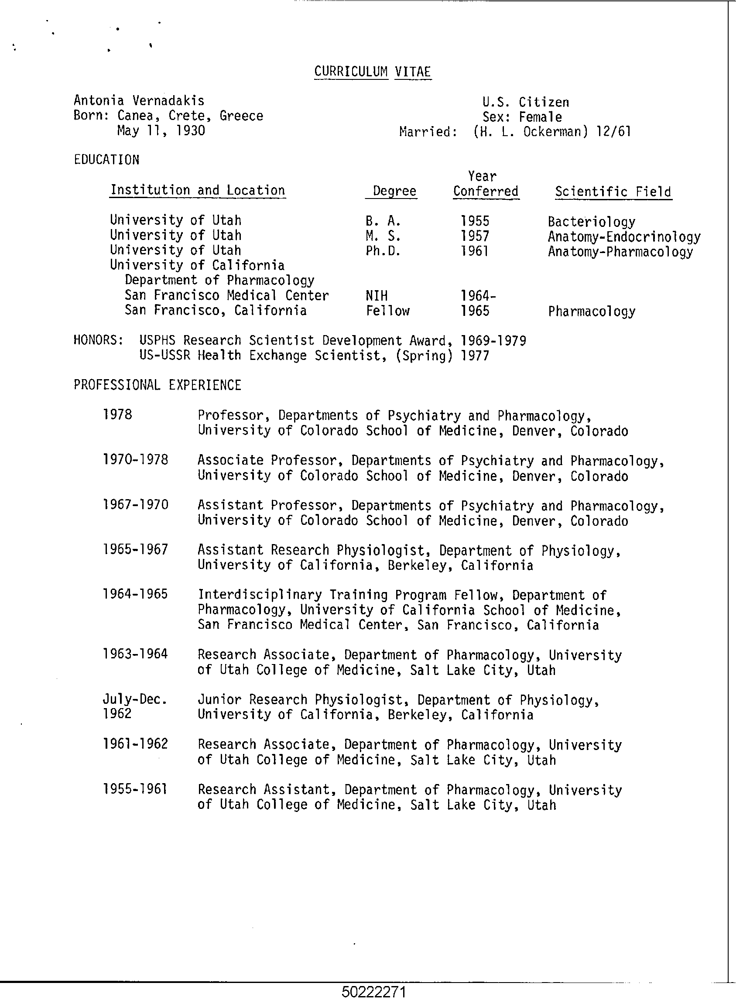 CURRICULUM VITAE
Antonia Vernadakis U.S. Citizen
Born: Canea, Crete, Greece Sex: Female
May 11, 1930 Married: (H. L. Ockerman) 12/61
EDUCATION
Year
Institution and Location Degree Conferred Scientific Field
University of Utah B. A. 1955 Bacteriology
University of Utah M. S. 1957 Anatomy-Endocrinology
University of Utah Ph.D. 1961 Anatomy-Pharmacology
University of California
Department of Pharmacology
San Francisco Medical Center NIH 1964-
San Francisco, California Fellow 1965 Pharmacology
HONORS: USPHS Research Scientist Development Award, 1969-1979
US-USSR Health Exchange Scientist, (Spring) 1977
PROFESSIONAL EXPERIENCE
1978 Professor, Departments of Psychiatry and Pharmacology,
University of Colorado School of Medicine, Denver, Colorado
1970-1978 Associate Professor, Departments of Psychiatry and Pharmacology,
University of Colorado School of Medicine, Denver, Colorado
1967-1970 Assistant Professor, Departments of Psychiatry and Pharmacology,
University of Colorado School of Medicine, Denver, Colorado
1965-1967 Assistant Research Physiologist, Department of Physiology,
University of California, Berkeley, California
1964-1965 Interdisciplinary Training Program Fellow, Department of
Pharmacology, University of California School of Medicine,
San Francisco Medical Center, San Francisco, California
1963-1964 Research Associate, Department of Pharmacology, University
of Utah College of Medicine, Salt Lake City, Utah
July-Dec. Junior Research Physiologist, Department of Physiology,
1962 University of California, Berkeley, California
1961-1962 Research Associate, Department of Pharmacology, University
of Utah College of Medicine, Salt Lake City, Utah
1955-1961 Research Assistant, Department of Pharmacology, University
of Utah College of Medicine, Salt Lake City, Utah
50222271